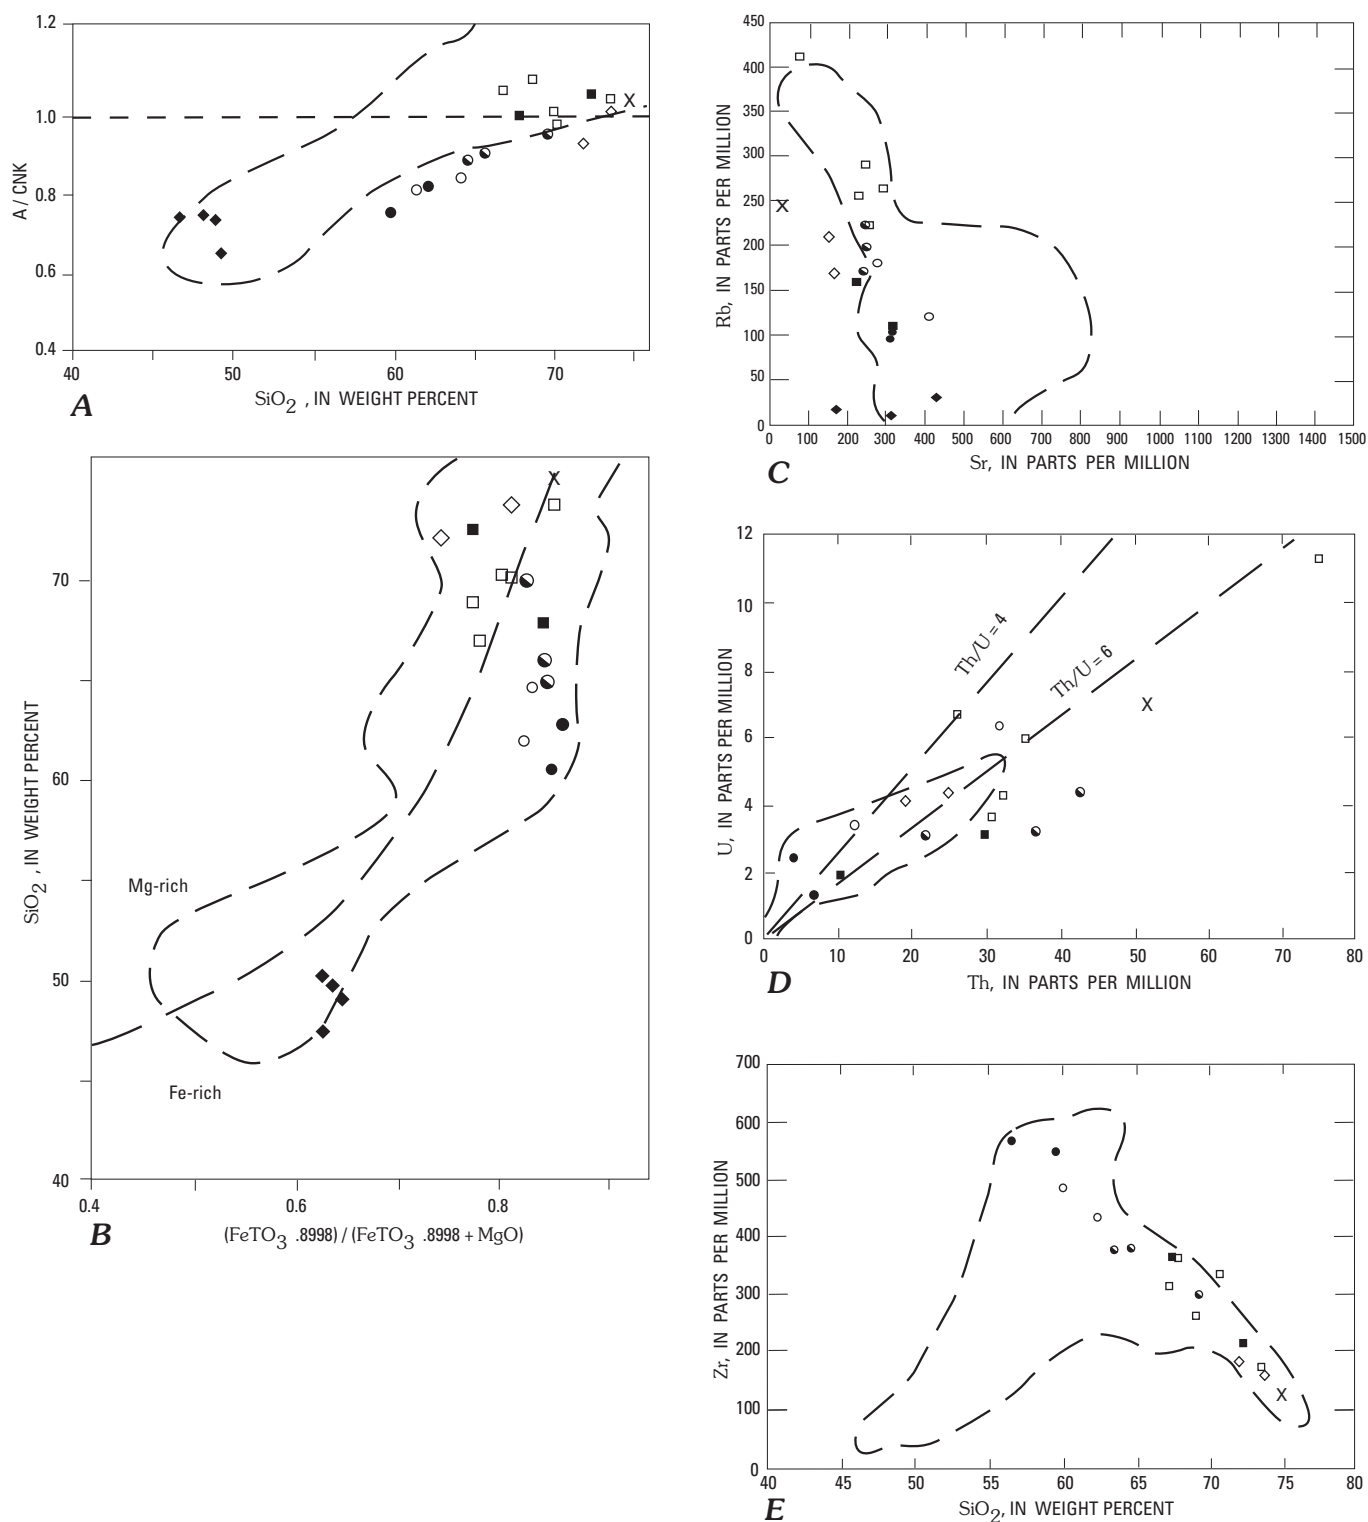 1.2
1.0
0.8
0.6
0.4
A / CNK
40 50 60 70
SiO2 , IN WEIGHT PERCENT
A
X
70
60
50
40
SiO2 , IN WEIGHT PERCENT
X
Mg-rich
Fe-rich
0.4 0.6 0.8
(FeTO3 .8998) / (FeTO3 .8998 + MgO)
B
450
400
350
300
250
200
150
100
50
0
Rb, IN PARTS PER MILLION
X
0 100 200 300 400 500 600 700 800 900 1000 1100 1200 1300 1400 1500
Sr, IN PARTS PER MILLION
C
12
10
8
6
4
2
0
U, IN PARTS PER MILLION
Th/U = 4
Th/U = 6
X
0 10 20 30 40 50 60 70 80
Th, IN PARTS PER MILLION
D
700
600
500
400
300
200
100
0
Zr, IN PARTS PER MILLION
X
40 45 50 55 60 65 70 75 80
SiO2, IN WEIGHT PERCENT
E